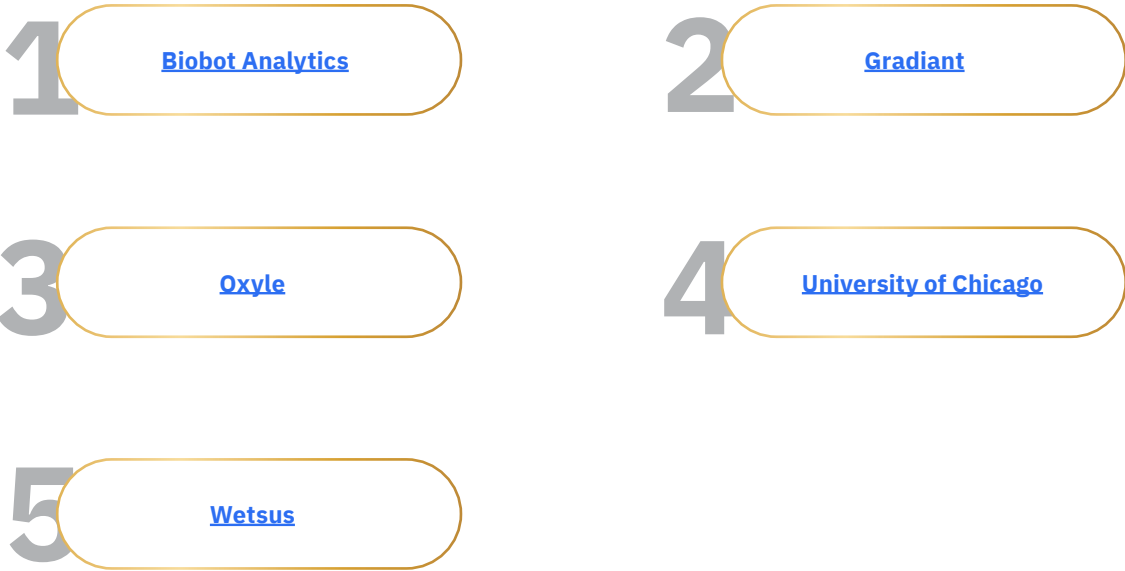 1
Biobot Analytics
2
Gradiant
3
Oxyle
4
University of Chicago
5
Wetsus